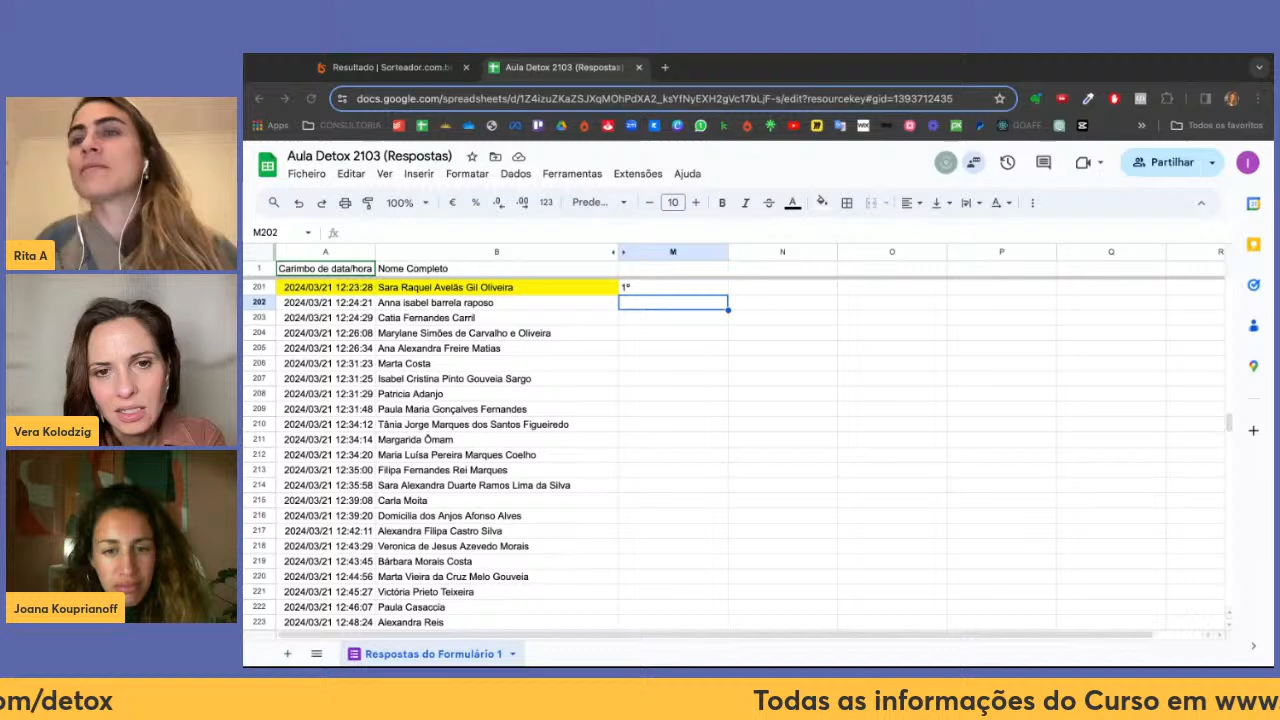 Rita A
Vera Kolodzig
Joana Kouprianoff
Resultado | Sorteador.com.b
Aula Detox 2103 (Respostas)
docs.google.com/spreadsheets/d/1Z4izuZKaZSJXqMOhPdXA2_ksYfNyEXH2gVc17bLjF-s/edit?resourcekey#gid=1393712435
Apps
CONSULTORIA
GOAFF
Todos os favoritos
Aula Detox 2103 (Respostas)
Ficheiro Editar Ver Inserir Formatar Dados Ferramentas Extensões Ajuda
Partilhar
I
100% € % .0 .00 123 Prede... 10 B I A
M202 fx
A B M N O P Q R
1 Carimbo de data/hora Nome Completo
201 2024/03/21 12:23:28 Sara Raquel Avelãs Gil Oliveira 1º
202 2024/03/21 12:24:21 Anna isabel barrela raposo
203 2024/03/21 12:24:29 Catia Fernandes Carril
204 2024/03/21 12:26:08 Marylane Simões de Carvalho e Oliveira
205 2024/03/21 12:26:34 Ana Alexandra Freire Matias
206 2024/03/21 12:31:23 Marta Costa
207 2024/03/21 12:31:25 Isabel Cristina Pinto Gouveia Sargo
208 2024/03/21 12:31:29 Patricia Adanjo
209 2024/03/21 12:31:48 Paula Maria Gonçalves Fernandes
210 2024/03/21 12:34:12 Tânia Jorge Marques dos Santos Figueiredo
211 2024/03/21 12:34:14 Margarida Ômam
212 2024/03/21 12:34:20 Maria Luísa Pereira Marques Coelho
213 2024/03/21 12:35:00 Filipa Fernandes Rei Marques
214 2024/03/21 12:35:58 Sara Alexandra Duarte Ramos Lima da Silva
215 2024/03/21 12:39:08 Carla Moita
216 2024/03/21 12:39:20 Domicilia dos Anjos Afonso Alves
217 2024/03/21 12:42:11 Alexandra Filipa Castro Silva
218 2024/03/21 12:43:29 Veronica de Jesus Azevedo Morais
219 2024/03/21 12:43:45 Bárbara Morais Costa
220 2024/03/21 12:44:56 Marta Vieira da Cruz Melo Gouveia
221 2024/03/21 12:45:27 Victória Prieto Teixeira
222 2024/03/21 12:46:07 Paula Casaccia
223 2024/03/21 12:48:24 Alexandra Reis
Respostas do Formulário 1
om/detox
Todas as informações do Curso em www.